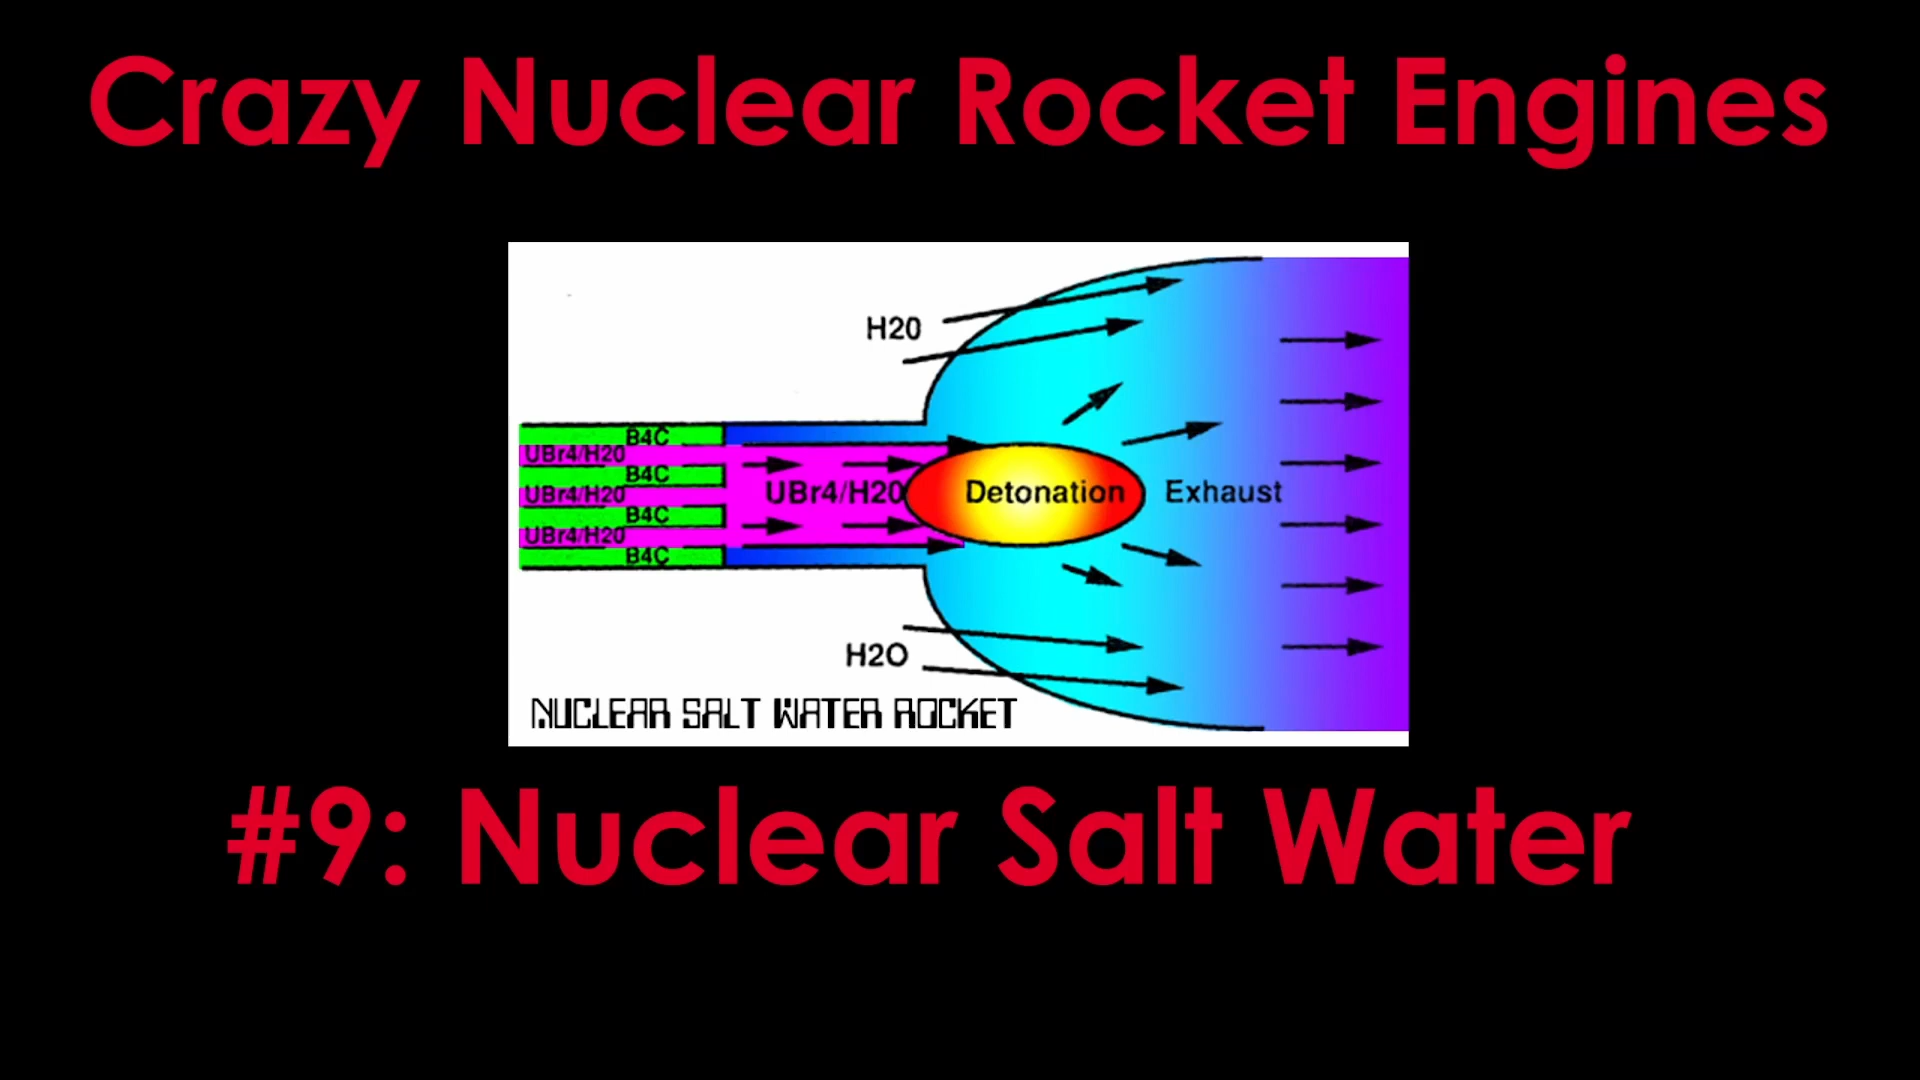 Crazy Nuclear Rocket Engines
H20
B4C
UBr4/H20
B4C
UBr4/H20
UBr4/H20 Detonation Exhaust
B4C
UBr4/H20
B4C
H2O
NUCLEAR SALT WATER ROCKET
#9: Nuclear Salt Water